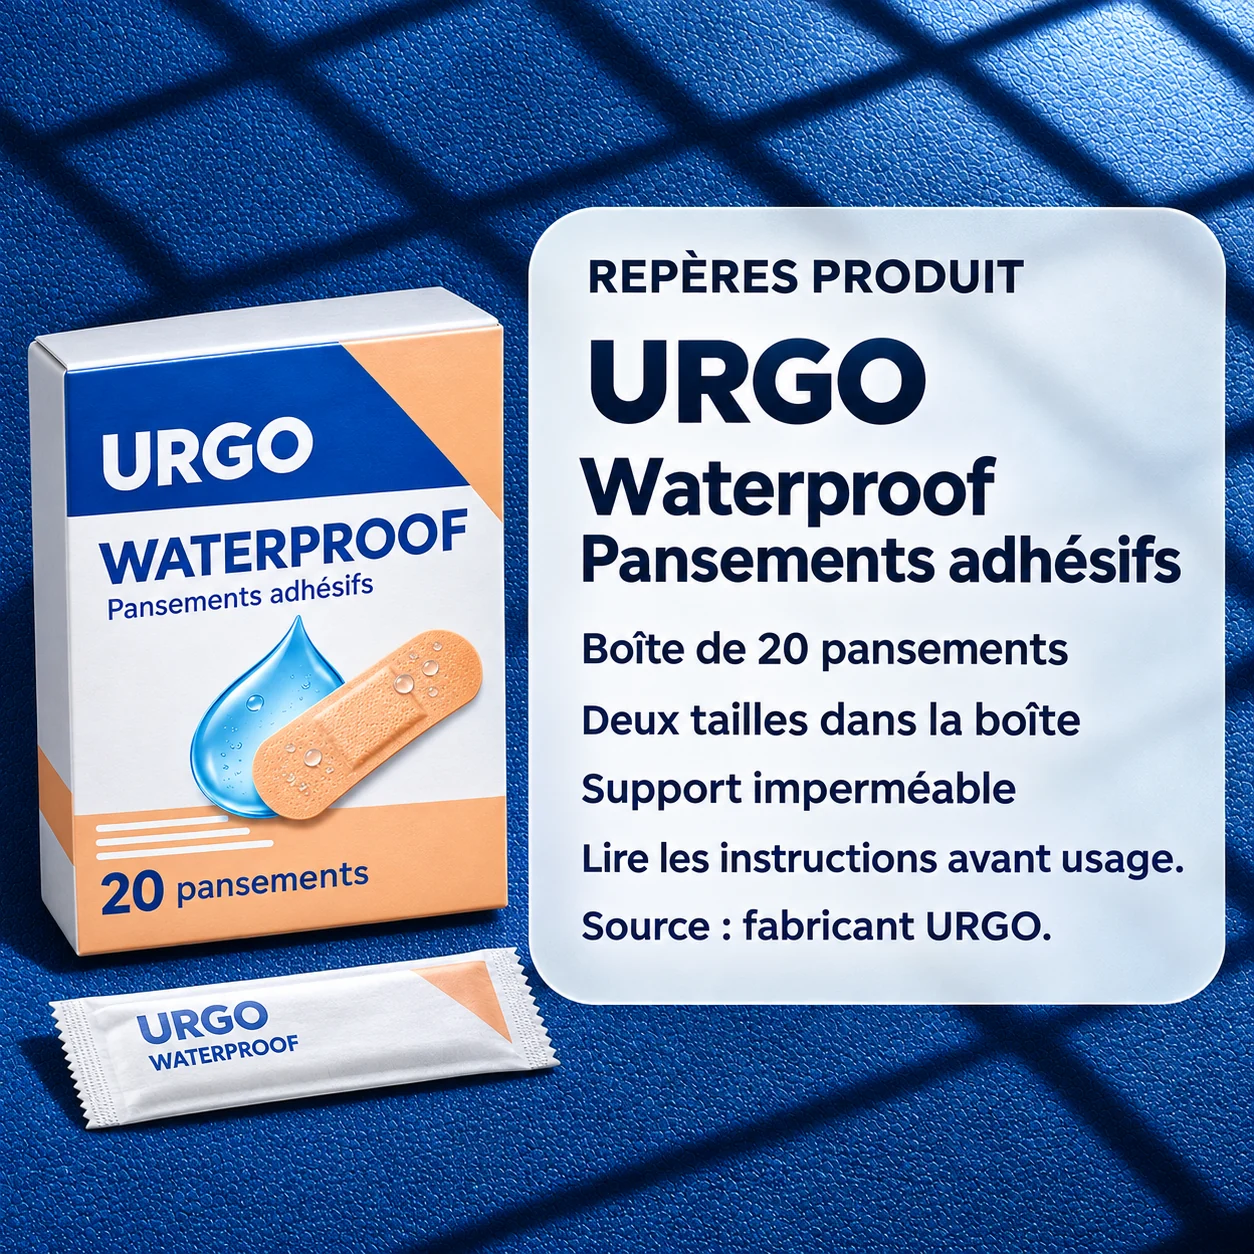 URGO
WATERPROOF
Pansements adhésifs
20 pansements
URGO
WATERPROOF
REPÈRES PRODUIT
URGO
Waterproof
Pansements adhésifs
Boîte de 20 pansements
Deux tailles dans la boîte
Support imperméable
Lire les instructions avant usage.
Source : fabricant URGO.